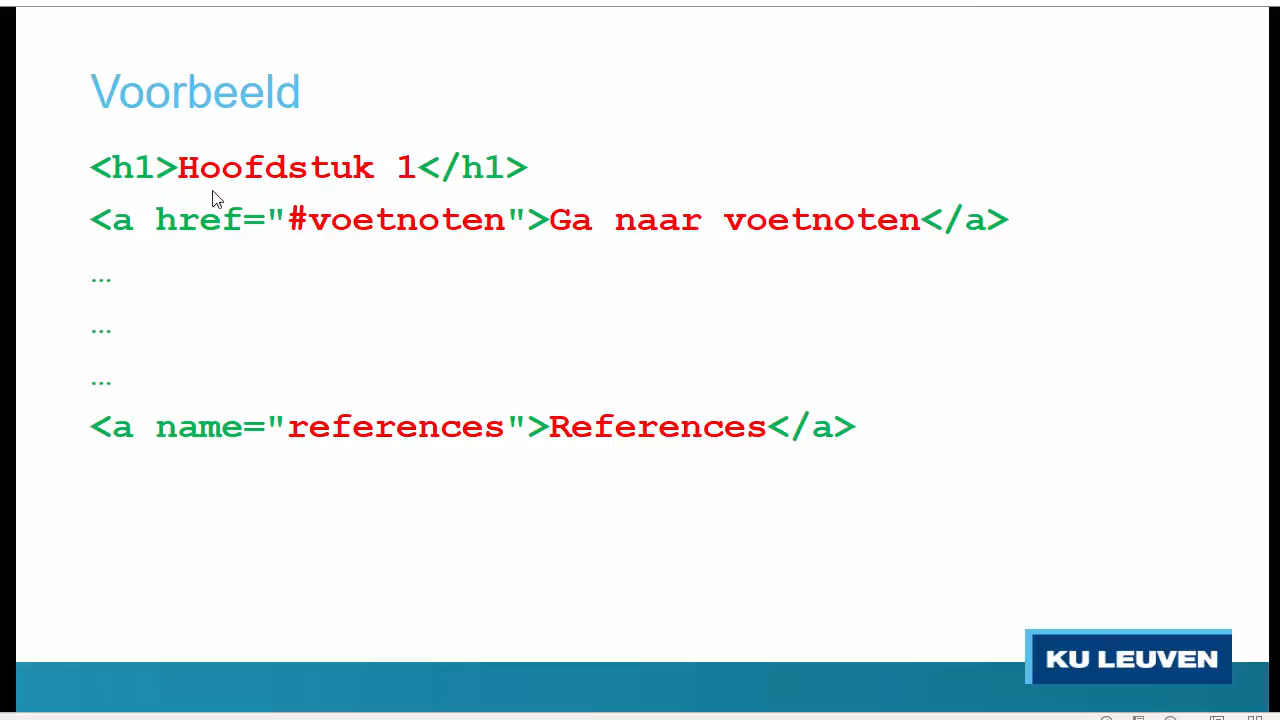 Voorbeeld
<h1>Hoofdstuk 1</h1>
<a href="#voetnoten">Ga naar voetnoten</a>
…
…
…
<a name="references">References</a>
KU LEUVEN